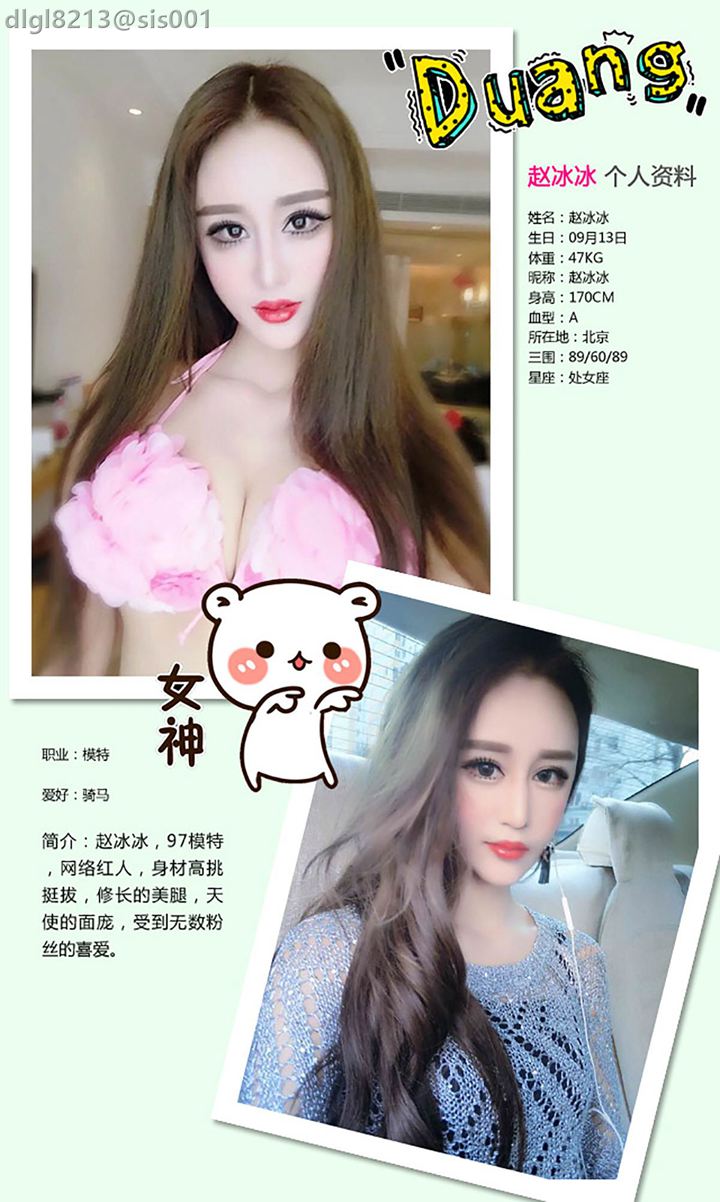 dlgl8213@sis001
"Duang"
赵冰冰 个人资料
姓名：赵冰冰
生日：09月13日
体重：47KG
昵称：赵冰冰
身高：170CM
血型：A
所在地：北京
三围：89/60/89
星座：处女座
女神
职业：模特
爱好：骑马
简介：赵冰冰，97模特
，网络红人，身材高挑
挺拔，修长的美腿，天
使的面庞，受到无数粉
丝的喜爱。